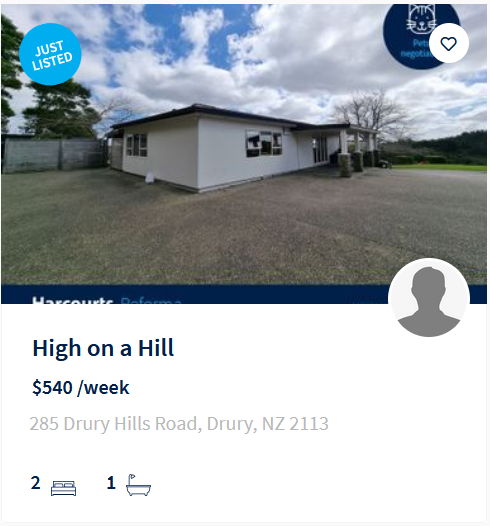 JUST
LISTED
Pets
negotiable
Harcourts Reforma
High on a Hill
$540 /week
285 Drury Hills Road, Drury, NZ 2113
2
1